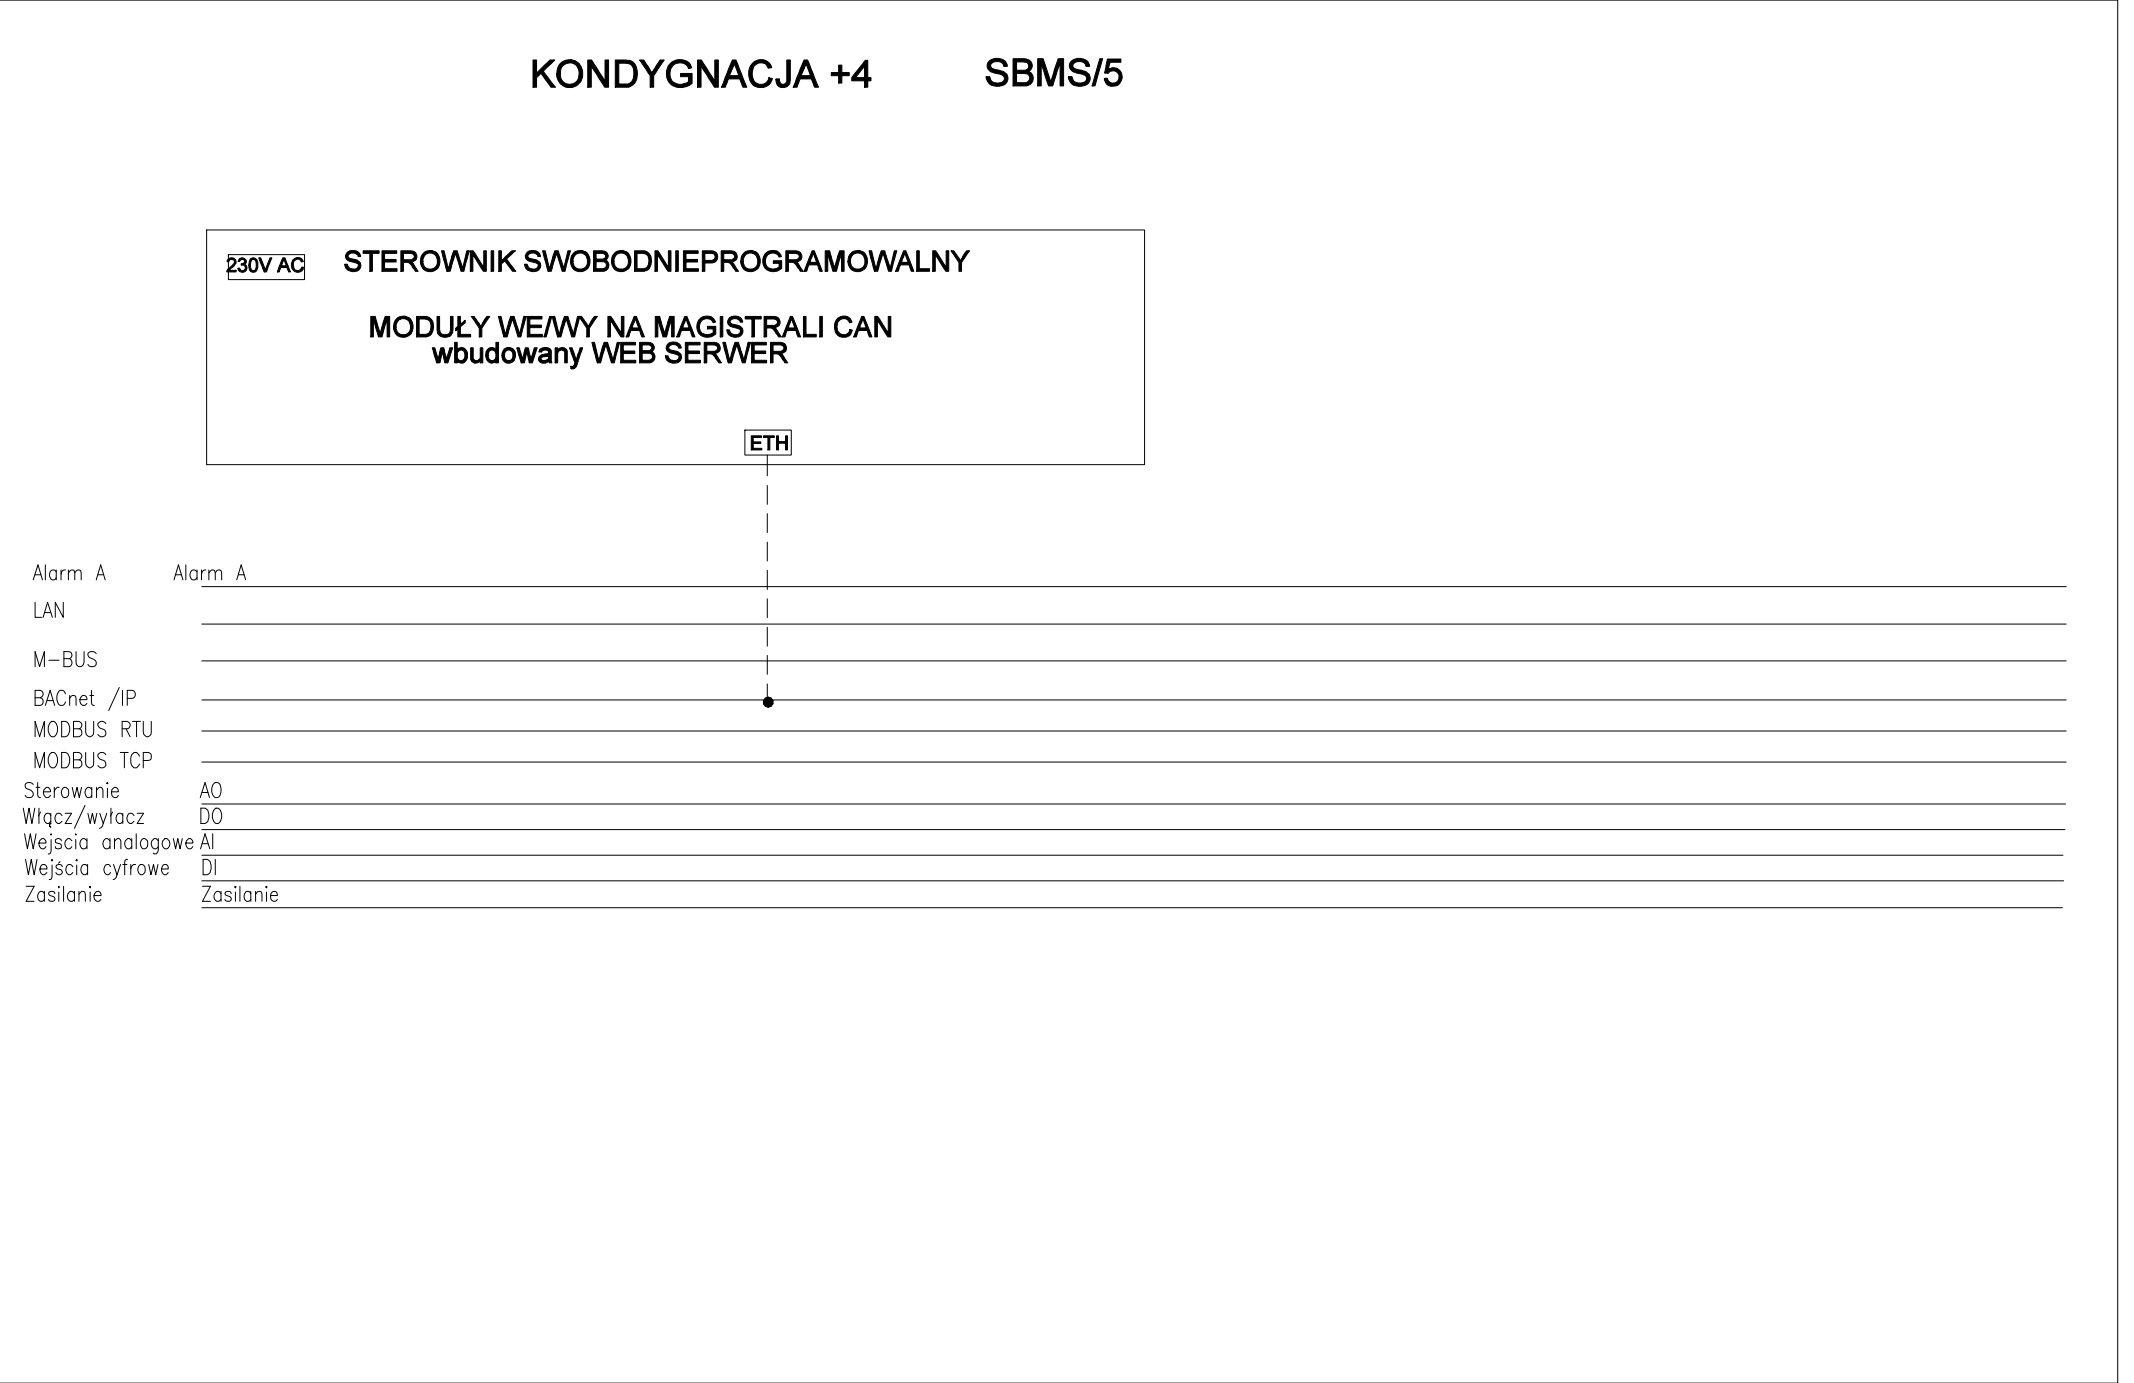 KONDYGNACJA +4 SBMS/5
230V AC STEROWNIK SWOBODNIEPROGRAMOWALNY
MODUŁY WE/WY NA MAGISTRALI CAN
wbudowany WEB SERWER
ETH
Alarm A Alarm A
LAN
M-BUS
BACnet /IP
MODBUS RTU
MODBUS TCP
Sterowanie AO
Włącz/wyłacz DO
Wejscia analogowe AI
Wejścia cyfrowe DI
Zasilanie Zasilanie